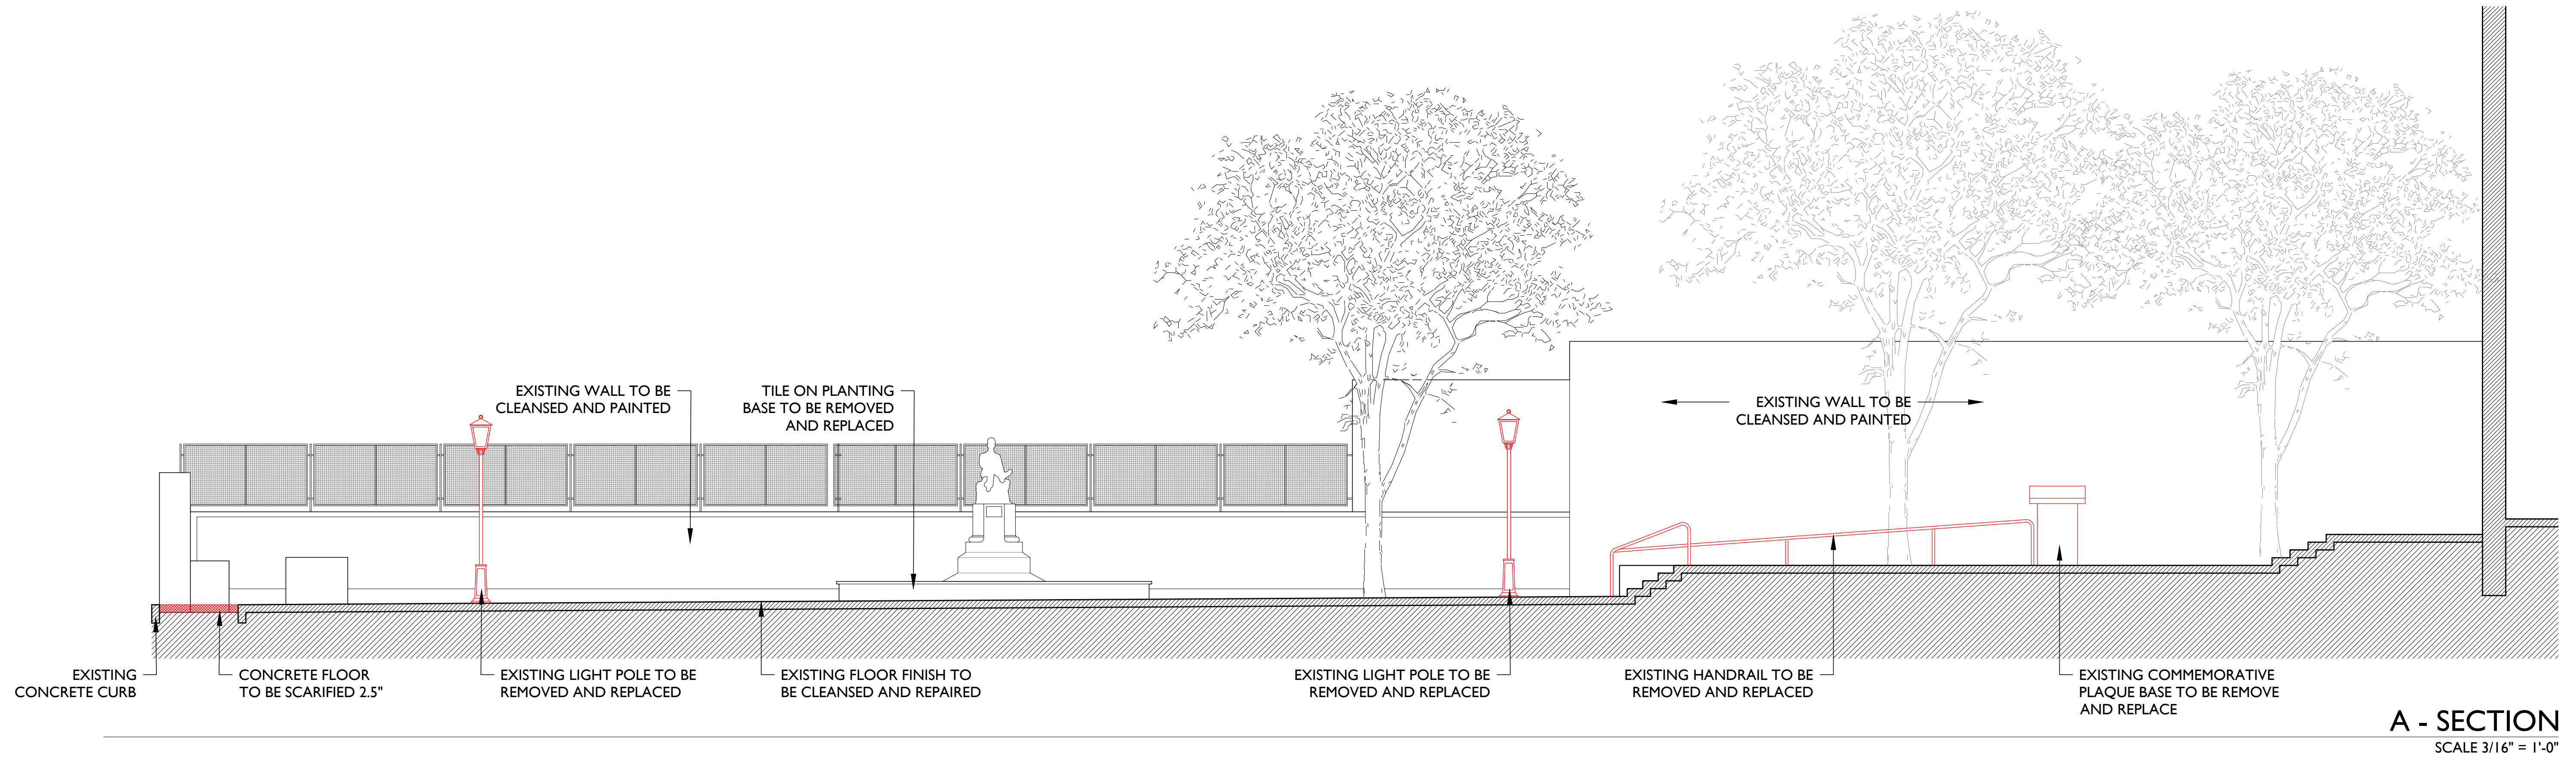 EXISTING WALL TO BE
CLEANSED AND PAINTED
TILE ON PLANTING
BASE TO BE REMOVED
AND REPLACED
EXISTING WALL TO BE
CLEANSED AND PAINTED
EXISTING
CONCRETE CURB
CONCRETE FLOOR
TO BE SCARIFIED 2.5"
EXISTING LIGHT POLE TO BE
REMOVED AND REPLACED
EXISTING FLOOR FINISH TO
BE CLEANSED AND REPAIRED
EXISTING LIGHT POLE TO BE
REMOVED AND REPLACED
EXISTING HANDRAIL TO BE
REMOVED AND REPLACED
EXISTING COMMEMORATIVE
PLAQUE BASE TO BE REMOVE
AND REPLACE
A - SECTION
SCALE 3/16" = 1'-0"